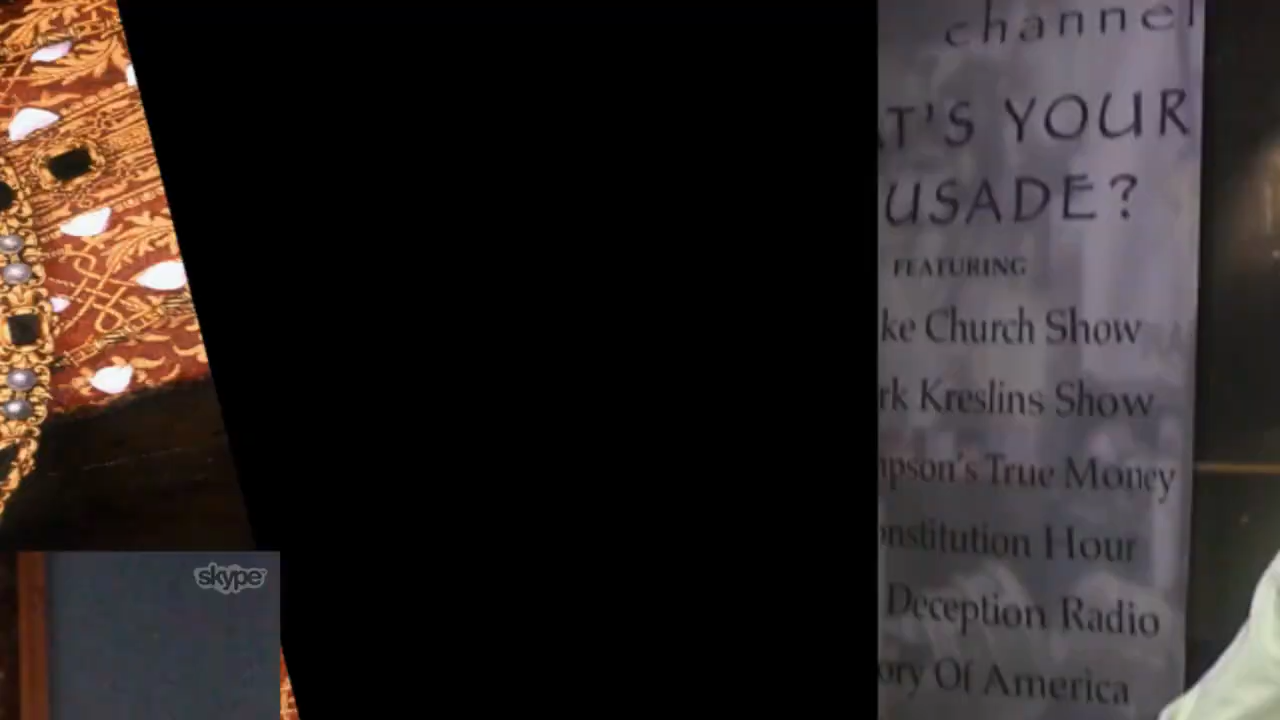 channel
T'S YOUR
USADE?
FEATURING
ke Church Show
rk Kreslins Show
pson's True Money
nstitution Hour
Deception Radio
ory Of America
skype